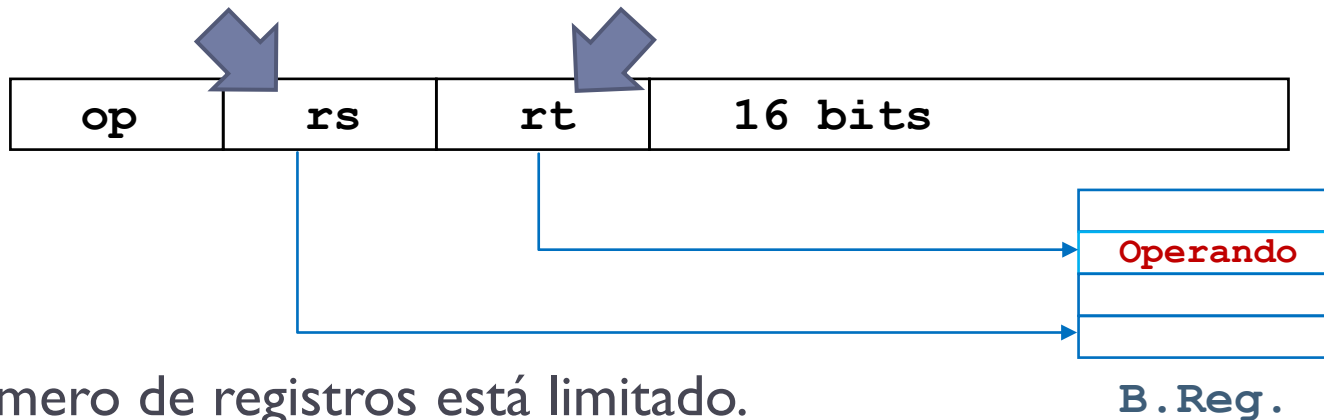 op rs rt 16 bits
Operando
mero de registros está limitado.
B.Reg.